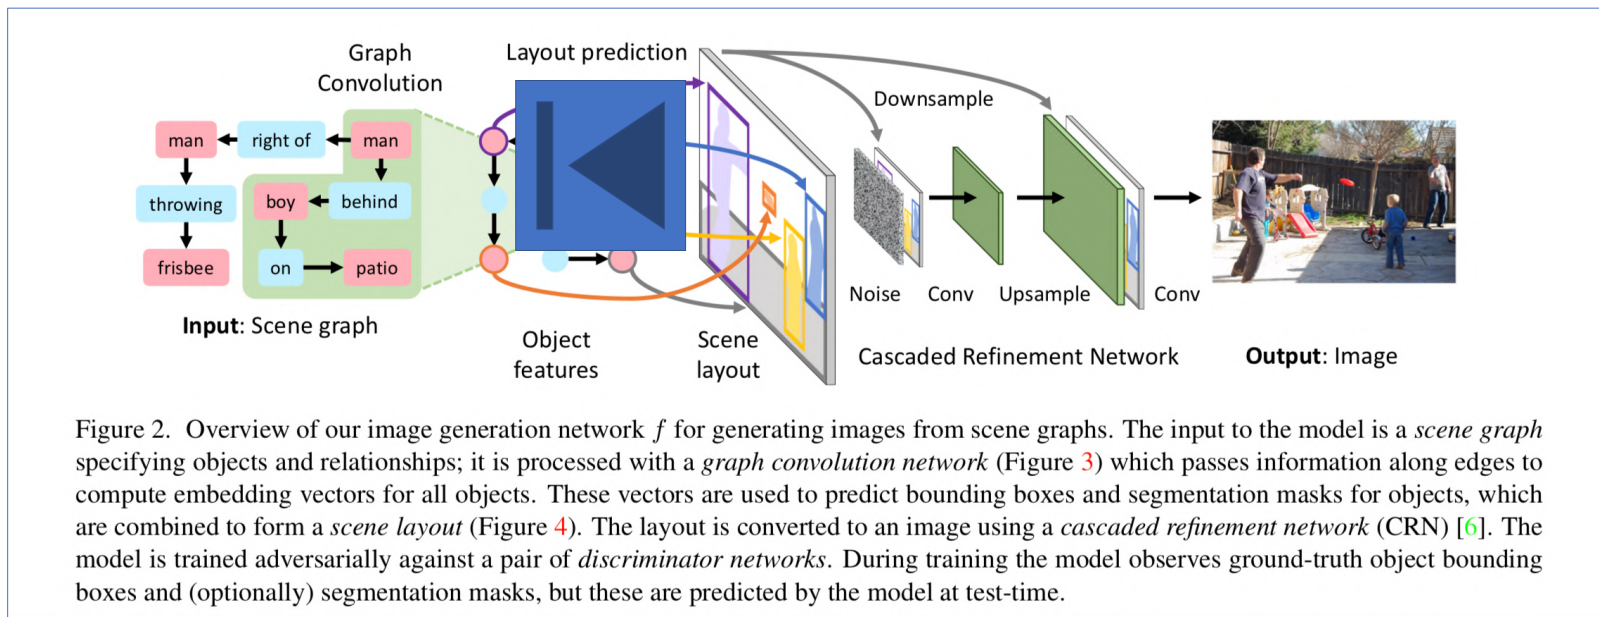 Graph
Convolution
Layout prediction
Downsample
man
right of
man
throwing
boy
behind
frisbee
on
patio
Input: Scene graph
Object
features
Scene
layout
Noise
Conv
Upsample
Conv
Cascaded Refinement Network
Output: Image
Figure 2. Overview of our image generation network f for generating images from scene graphs. The input to the model is a scene graph
specifying objects and relationships; it is processed with a graph convolution network (Figure 3) which passes information along edges to
compute embedding vectors for all objects. These vectors are used to predict bounding boxes and segmentation masks for objects, which
are combined to form a scene layout (Figure 4). The layout is converted to an image using a cascaded refinement network (CRN) [6]. The
model is trained adversarially against a pair of discriminator networks. During training the model observes ground-truth object bounding
boxes and (optionally) segmentation masks, but these are predicted by the model at test-time.